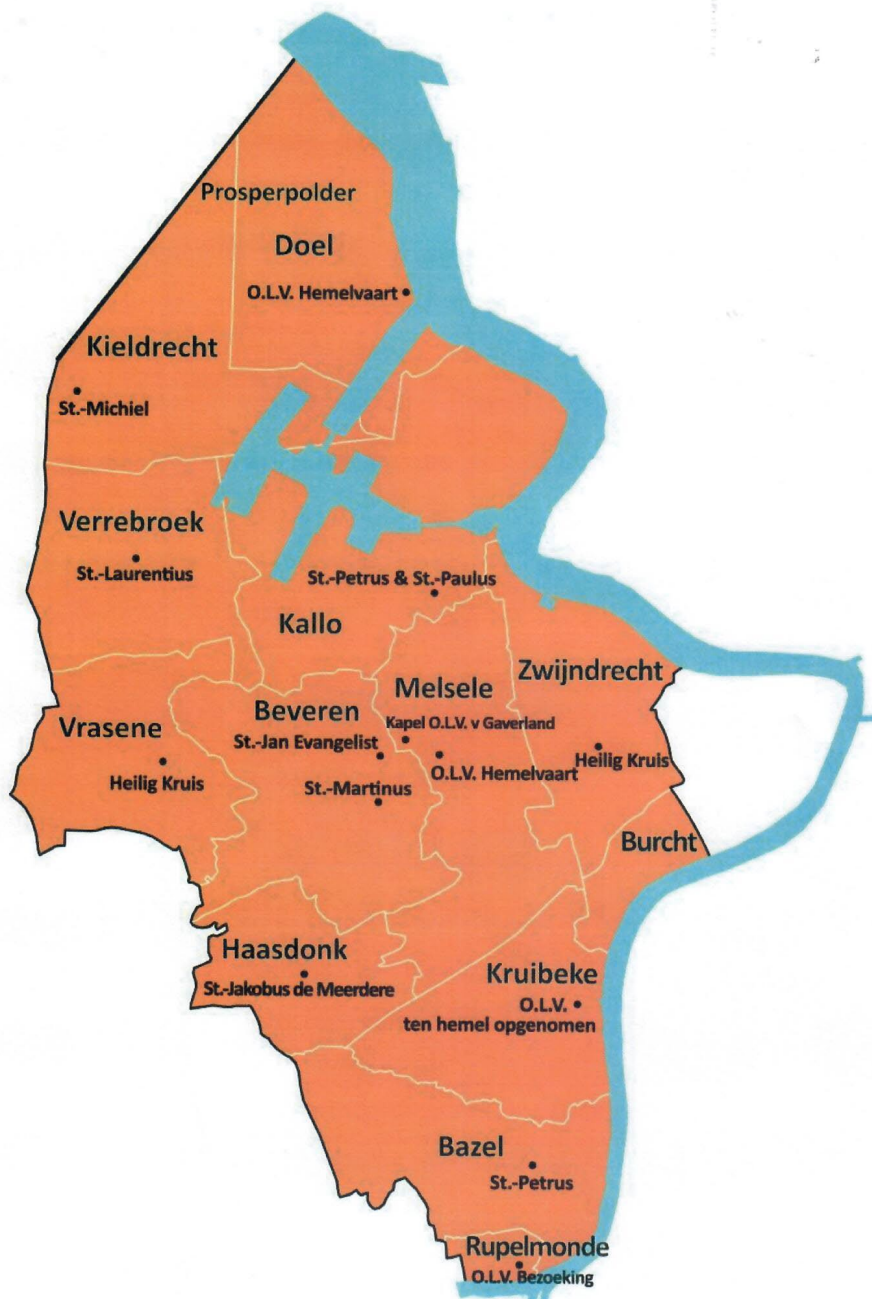 Prosperpolder
Doel
O.L.V. Hemelvaart
Kieldrecht
St.-Michiel
Verrebroek
St.-Laurentius
St.-Petrus & St.-Paulus
Kallo
Zwijndrecht
Melsele
Beveren
Vrasene
Kapel O.L.V. v Gaverland
St.-Jan Evangelist
Heilig Kruis
O.L.V. Hemelvaart
Heilig Kruis
St.-Martinus
Burcht
Haasdonk
St.-Jakobus de Meerdere
Kruibeke
O.L.V.
ten hemel opgenomen
Bazel
St.-Petrus
Rupelmonde
O.L.V. Bezoeking